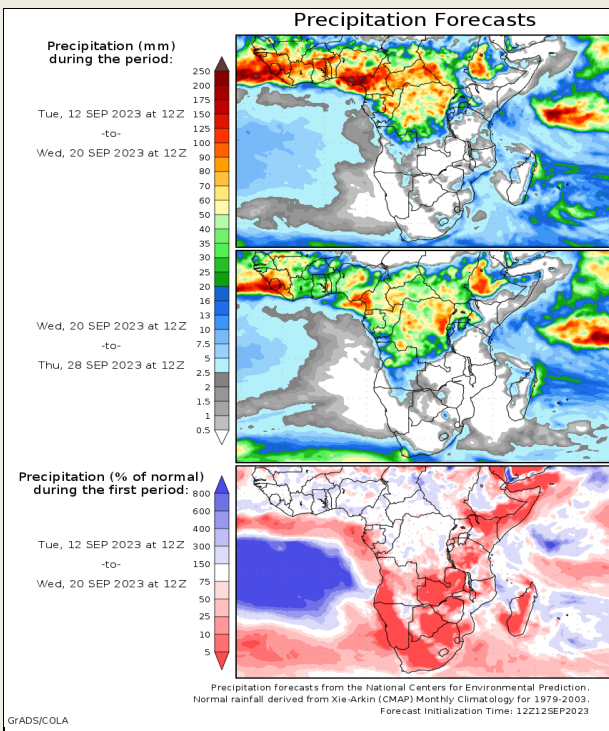 Precipitation Forecasts
Precipitation (mm)
during the period:
Tue, 12 SEP 2023 at 12Z
-to-
Wed, 20 SEP 2023 at 12Z
250
200
175
150
125
100
90
80
70
60
50
40
35
30
25
20
16
13
10
7.5
5
2.5
2
1.5
1
0.5
Wed, 20 SEP 2023 at 12Z
-to-
Thu, 28 SEP 2023 at 12Z
Precipitation (% of normal)
during the first period:
Tue, 12 SEP 2023 at 12Z
-to-
Wed, 20 SEP 2023 at 12Z
800
600
400
300
150
75
50
25
10
5
Precipitation forecasts from the National Centers for Environmental Prediction.
Normal rainfall derived from Xie-Arkin (CMAP) Monthly Climatology for 1979-2003.
Forecast Initialization Time: 12Z12SEP2023
GrADS/COLA